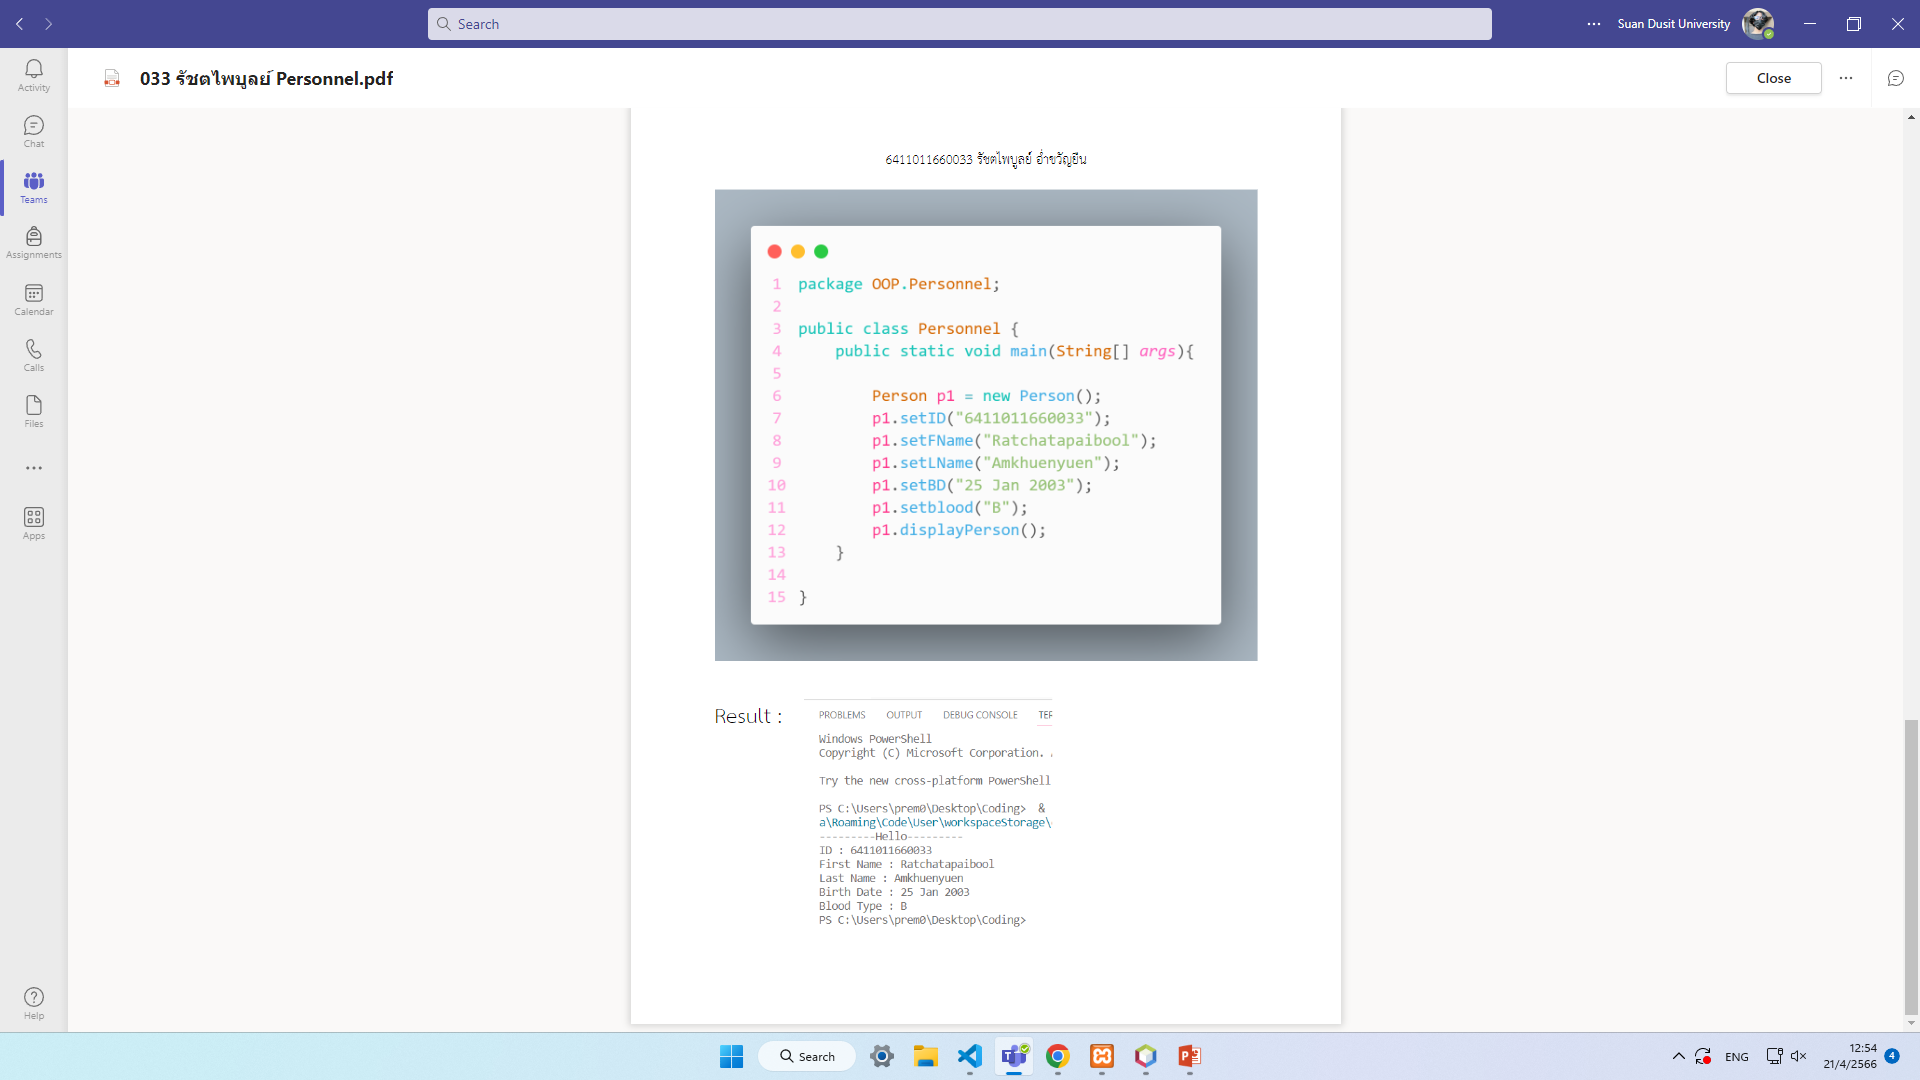 Search
Suan Dusit University
Activity
Chat
Teams
Assignments
Calendar
Calls
Files
Apps
Help
033 รัชตไพบูลย์ Personnel.pdf
Close
6411011660033 รัชตไพบูลย์ อ่ำขวัญยืน
1 package OOP.Personnel;
2
3 public class Personnel {
4 public static void main(String[] args){
5
6 Person p1 = new Person();
7 p1.setID("6411011660033");
8 p1.setFName("Ratchatapaibool");
9 p1.setLName("Amkhuenyuen");
10 p1.setBD("25 Jan 2003");
11 p1.setblood("B");
12 p1.displayPerson();
13 }
14
15 }
Result :
PROBLEMS OUTPUT DEBUG CONSOLE TER
Windows PowerShell
Copyright (C) Microsoft Corporation.
Try the new cross-platform PowerShell
PS C:\Users\prem0\Desktop\Coding> &
a\Roaming\Code\User\workspaceStorage\
---------Hello---------
ID : 6411011660033
First Name : Ratchatapaibool
Last Name : Amkhuenyuen
Birth Date : 25 Jan 2003
Blood Type : B
PS C:\Users\prem0\Desktop\Coding>
Search
ENG
12:54
21/4/2566
4